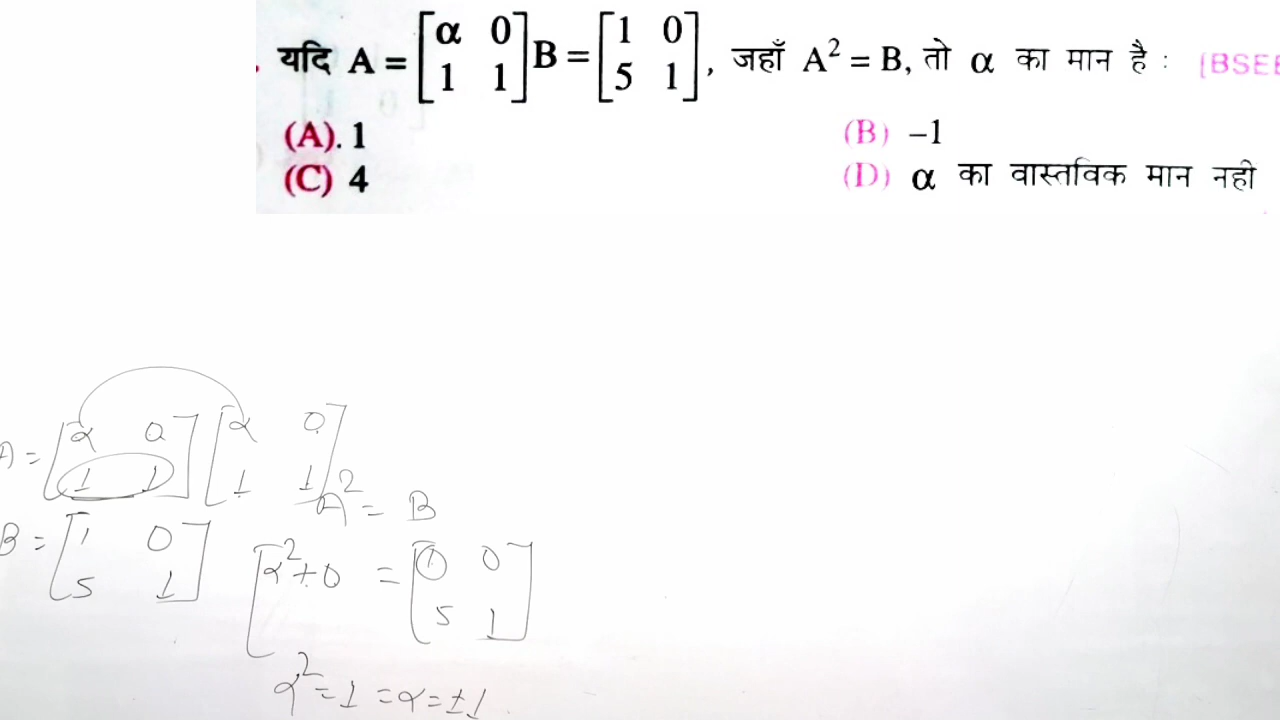 यदि A = [α 0 1 1] B = [1 0 5 1], जहाँ A² = B, तो α का मान है : [BSEB
(A). 1 (B) –1
(C) 4 (D) α का वास्तविक मान नही
A = [α 0 1 1] [α 0 1 1]
A² = B
B = [1 0 5 1]
[α² + 0 = [1 0 5 1]
α² = 1 = α = ±1